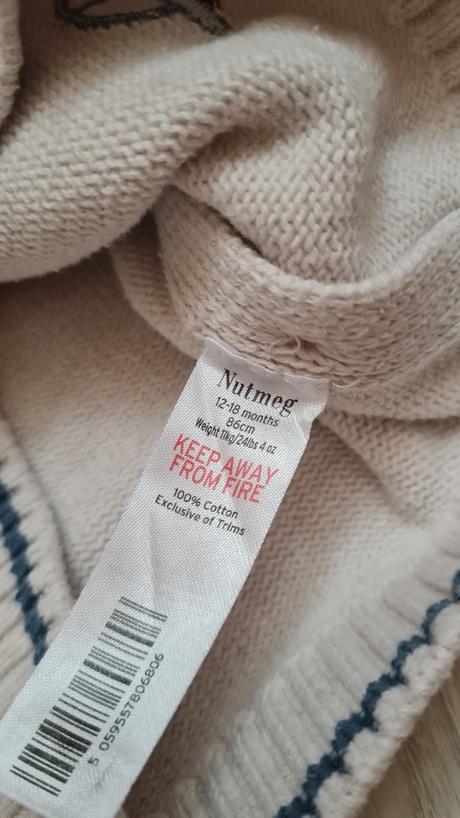 Nutmeg
12-18 months
86cm
Weight 11kg/24lbs 4 oz
KEEP AWAY
FROM FIRE
100% Cotton
Exclusive of Trims
5 059557806806